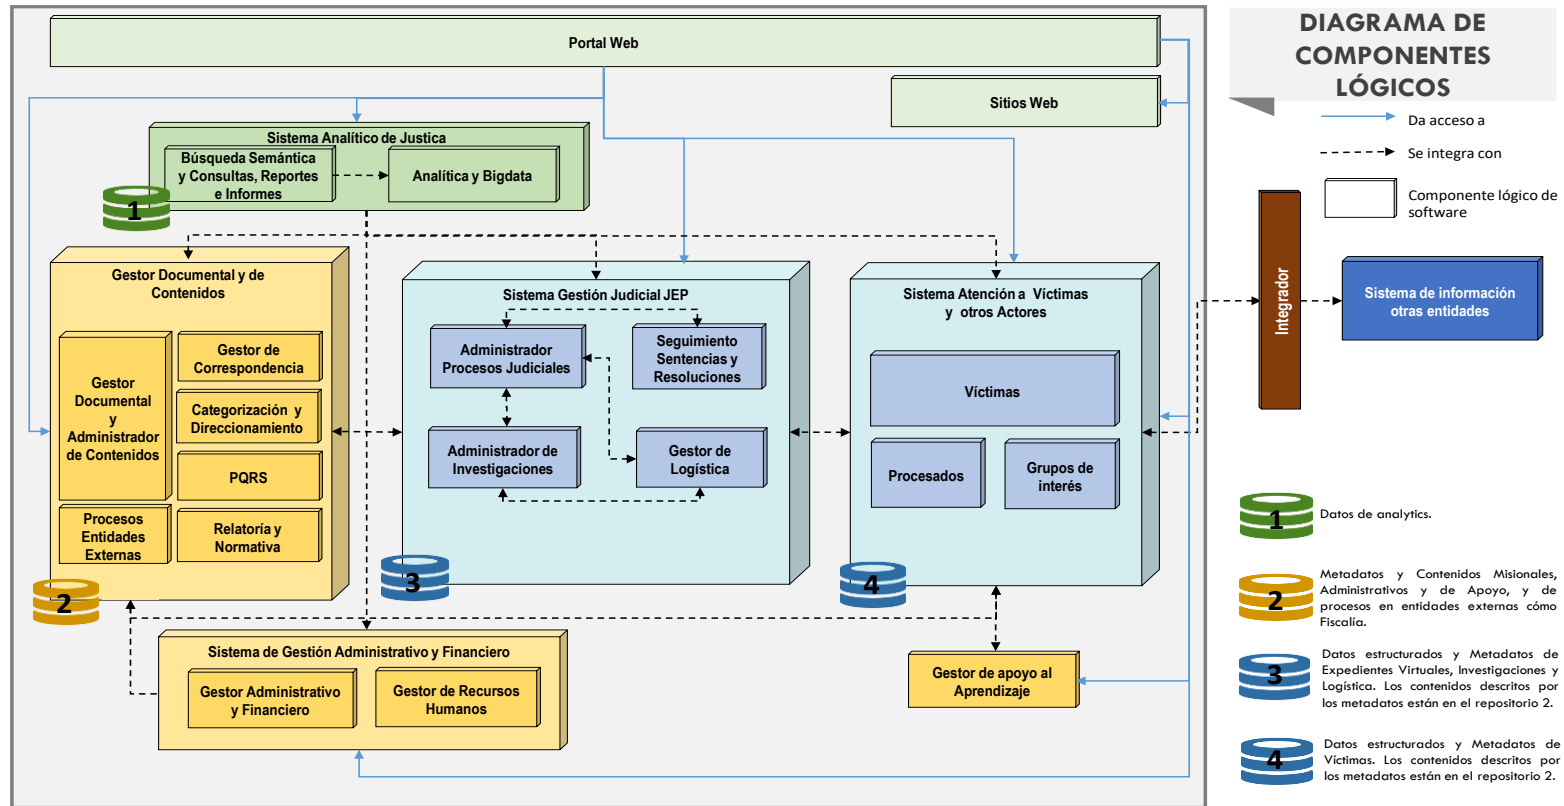 Portal Web
Sitios Web
Sistema Analítico de Justica
Búsqueda Semántica
y Consultas, Reportes
e Informes
Analítica y Bigdata
1
Gestor Documental y de
Contenidos
Gestor
Documental
y
Administrador
de Contenidos
Gestor de
Correspondencia
Categorización y
Direccionamiento
PQRS
Procesos
Entidades
Externas
Relatoría y
Normativa
2
Sistema Gestión Judicial JEP
Administrador
Procesos Judiciales
Seguimiento
Sentencias y
Resoluciones
Administrador de
Investigaciones
Gestor de
Logística
3
Sistema Atención a Víctimas
y otros Actores
Víctimas
Procesados
Grupos de
interés
4
Sistema de Gestión Administrativo y Financiero
Gestor Administrativo
y Financiero
Gestor de Recursos
Humanos
Gestor de apoyo al
Aprendizaje
DIAGRAMA DE
COMPONENTES
LÓGICOS
Da acceso a
Se integra con
Componente lógico de
software
Integrador
Sistema de información
otras entidades
1
Datos de analytics.
2
Metadatos y Contenidos Misionales,
Administrativos y de Apoyo, y de
procesos en entidades externas cómo
Fiscalía.
3
Datos estructurados y Metadatos de
Expedientes Virtuales, Investigaciones y
Logística. Los contenidos descritos por
los metadatos están en el repositorio 2.
4
Datos estructurados y Metadatos de
Víctimas. Los contenidos descritos por
los metadatos están en el repositorio 2.